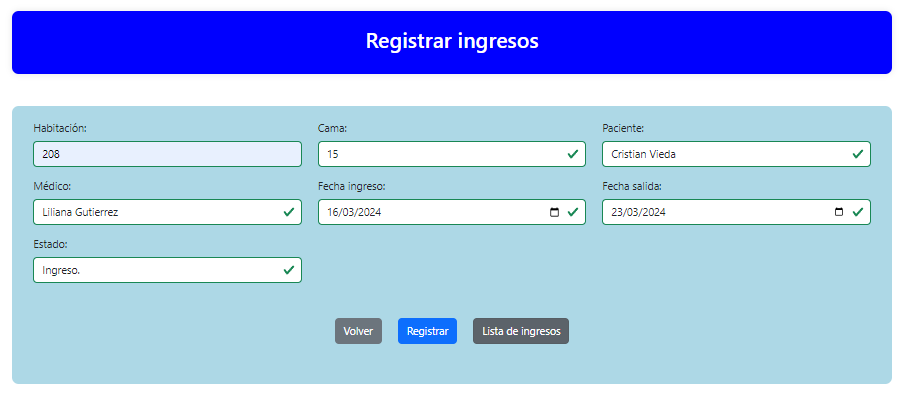 Registrar ingresos
Habitación: Cama: Paciente:
208 15 Cristian Vieda
Médico: Fecha ingreso: Fecha salida:
Liliana Gutierrez 16/03/2024 23/03/2024
Estado:
Ingreso.
Volver Registrar Lista de ingresos